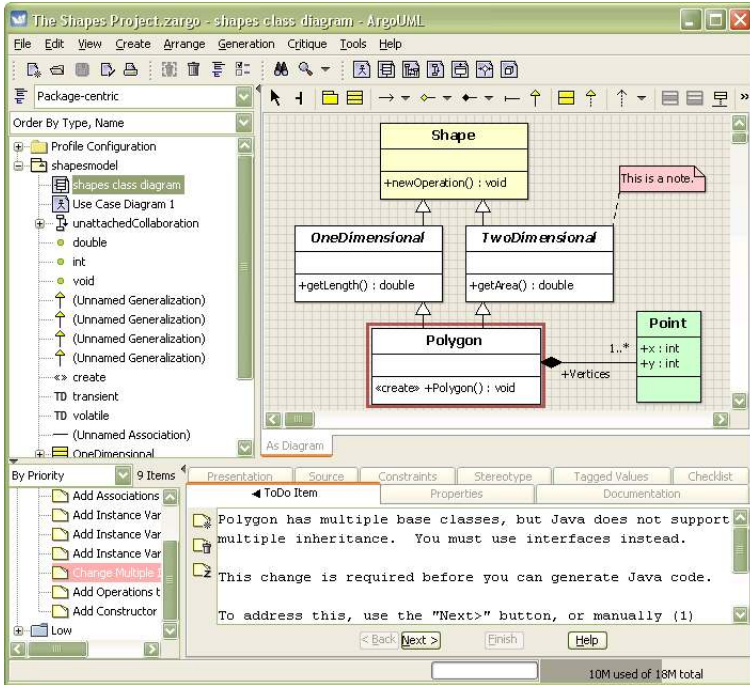 The Shapes Project.zargo - shapes class diagram - ArgoUML
File Edit View Create Arrange Generation Critique Tools Help
Package-centric
Order By Type, Name
Profile Configuration
shapesmodel
shapes class diagram
Use Case Diagram 1
unattachedCollaboration
double
int
void
(Unnamed Generalization)
(Unnamed Generalization)
(Unnamed Generalization)
(Unnamed Generalization)
«» create
TD transient
TD volatile
(Unnamed Association)
OneDimensional
»
Shape
+newOperation() : void
This is a note.
OneDimensional
+getLength() : double
TwoDimensional
+getArea() : double
Polygon
«create» +Polygon() : void
1..*
+Vertices
Point
+x : int
+y : int
As Diagram
By Priority 9 Items
Add Associations
Add Instance Var
Add Instance Var
Add Instance Var
Change Multiple I
Add Operations t
Add Constructor
Low
Presentation Source Constraints Stereotype Tagged Values Checklist
ToDo Item Properties Documentation
Polygon has multiple base classes, but Java does not support
multiple inheritance. You must use interfaces instead.
This change is required before you can generate Java code.
To address this, use the "Next>" button, or manually (1)
< Back Next > Finish Help
10M used of 18M total